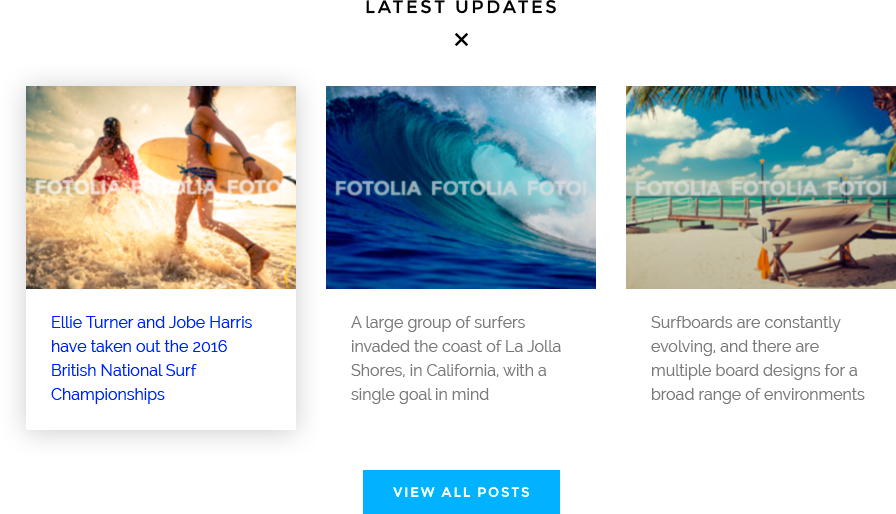 LATEST UPDATES
FOTOLIA FOTOLIA FOTOI
FOTOLIA FOTOLIA FOTOI
FOTOLIA FOTOLIA FOTOI
Ellie Turner and Jobe Harris
have taken out the 2016
British National Surf
Championships
A large group of surfers
invaded the coast of La Jolla
Shores, in California, with a
single goal in mind
Surfboards are constantly
evolving, and there are
multiple board designs for a
broad range of environments
VIEW ALL POSTS